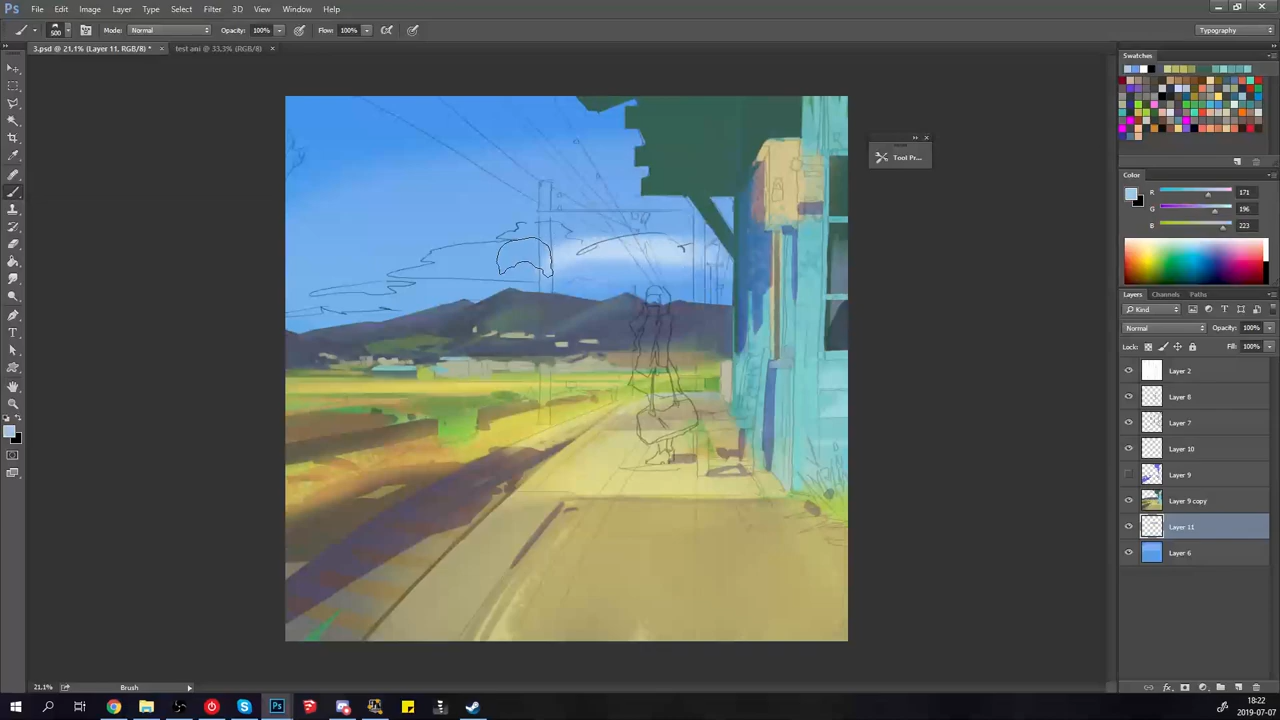 Ps File Edit Image Layer Type Select Filter 3D View Window Help
500 Mode: Normal Opacity: 100% Flow: 100% Typography
3.psd @ 21,1% (Layer 11, RGB/8) * × test ani @ 33,3% (RGB/8) ×
Swatches
Tool Pr...
Color
R 171
G 196
B 223
Layers Channels Paths
Kind
Normal Opacity: 100%
Lock: Fill: 100%
Layer 2
Layer 8
Layer 7
Layer 10
Layer 9
Layer 9 copy
Layer 11
Layer 6
21.1% Brush
18:22
2019-07-07